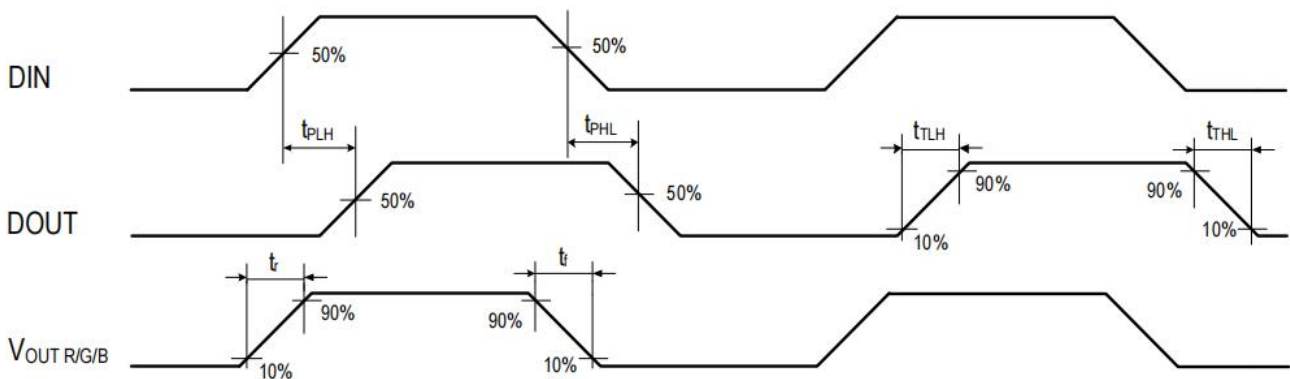 DIN
50%
50%
tPLH
tPHL
tTLH
tTHL
DOUT
50%
50%
90%
10%
90%
10%
VOUT R/G/B
tr
tf
90%
10%
90%
10%